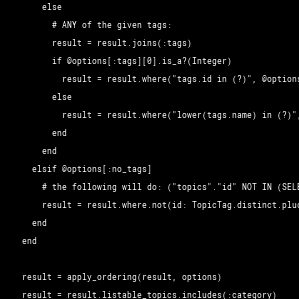 else
# ANY of the given tags:
result = result.joins(:tags)
if @options[:tags][0].is_a?(Integer)
result = result.where("tags.id in (?)", @options
else
result = result.where("lower(tags.name) in (?)",
end
end
elsif @options[:no_tags]
# the following will do: ("topics"."id" NOT IN (SELE
result = result.where.not(id: TopicTag.distinct.pluc
end
end
result = apply_ordering(result, options)
result = result.listable_topics.includes(:category)